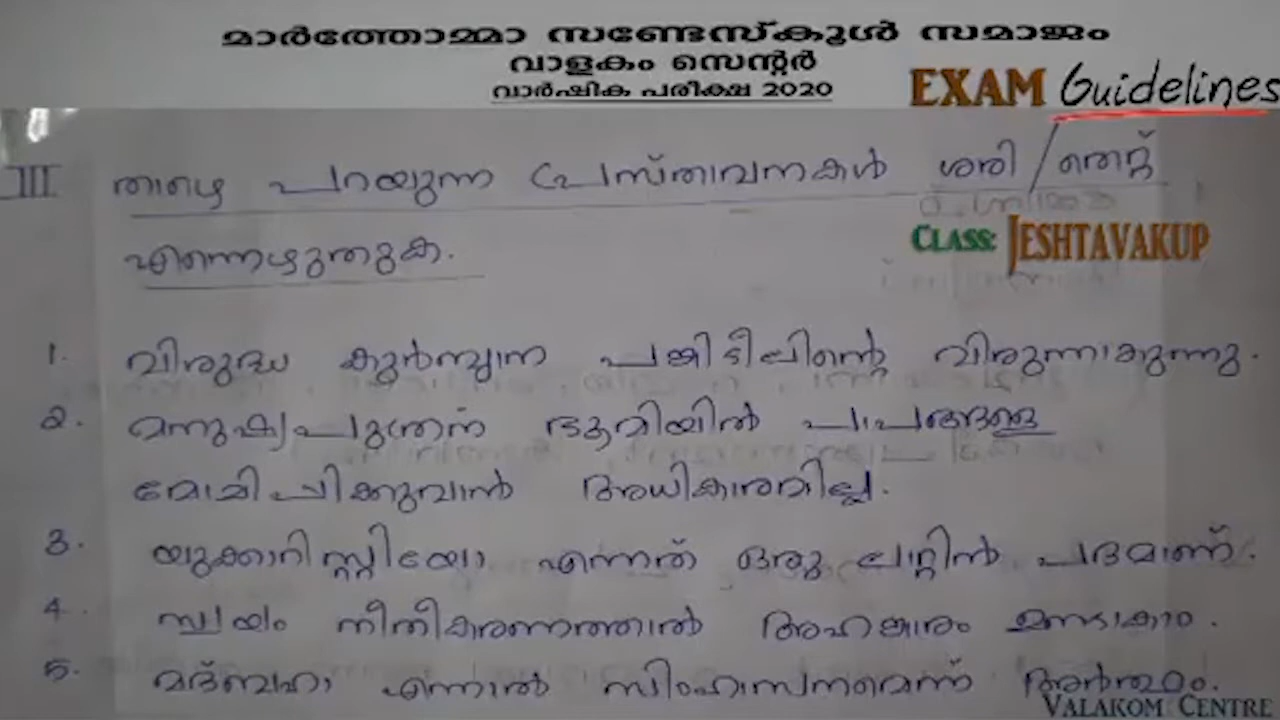 മാർത്തോമ്മാ സണ്ടേസ്കൂൾ സമാജം
വാളകം സെന്റർ
വാർഷിക പരീക്ഷ 2020
EXAM Guidelines
III താഴെ പറയുന്ന പ്രസ്താവനകൾ ശരി/തെറ്റ്
എന്നെഴുതുക.
CLASS: JESHTAVAKUP
1. വിശുദ്ധ കുർബ്ബാന പങ്കിടീലിന്റെ വിരുന്നാകുന്നു.
2. മനുഷ്യപുത്രന് ഭൂമിയിൽ പാപങ്ങളെ
മോചിപ്പിക്കുവാൻ അധികാരമില്ല.
3. യുക്കാറിസ്റ്റിയോ എന്നത് ഒരു ലാറ്റിൻ പദമാണ്.
4. സ്വയം നീതീകരണത്താൽ അഹങ്കാരം ഉണ്ടാകാം.
5. മദ്ബഹാ എന്നാൽ സിംഹാസനമെന്ന് അർത്ഥം.
VALAKOM CENTRE